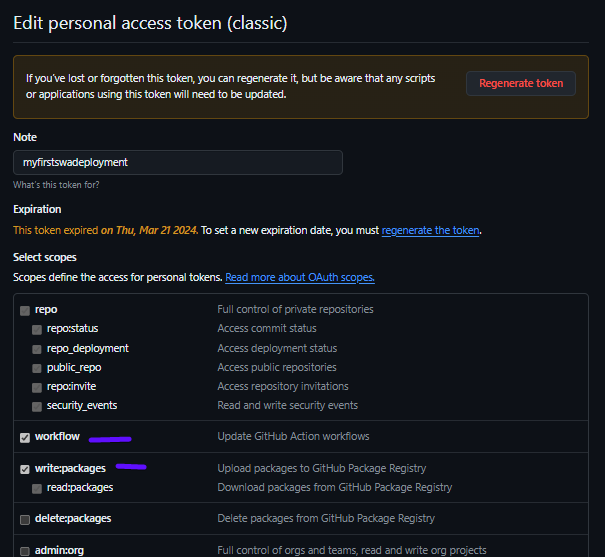 Edit personal access token (classic)
If you've lost or forgotten this token, you can regenerate it, but be aware that any scripts
or applications using this token will need to be updated.
Regenerate token
Note
myfirstswadeployment
What's this token for?
Expiration
This token expired on Thu, Mar 21 2024. To set a new expiration date, you must regenerate the token.
Select scopes
Scopes define the access for personal tokens. Read more about OAuth scopes.
repo Full control of private repositories
repo:status Access commit status
repo_deployment Access deployment status
public_repo Access public repositories
repo:invite Access repository invitations
security_events Read and write security events
workflow Update GitHub Action workflows
write:packages Upload packages to GitHub Package Registry
read:packages Download packages from GitHub Package Registry
delete:packages Delete packages from GitHub Package Registry
admin:org Full control of orgs and teams, read and write org projects